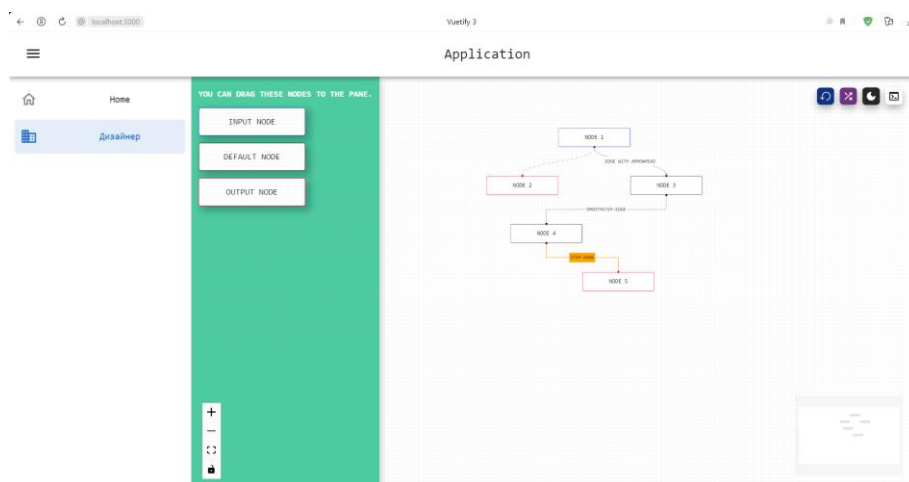 localhost:3000
Vuetify 3
Application
Home
Дизайнер
YOU CAN DRAG THESE NODES TO THE PANE.
INPUT NODE
DEFAULT NODE
OUTPUT NODE
NODE 1
EDGE WITH ARROWHEAD
NODE 2
NODE 3
SMOOTHSTEP-EDGE
NODE 4
STEP-EDGE
NODE 5